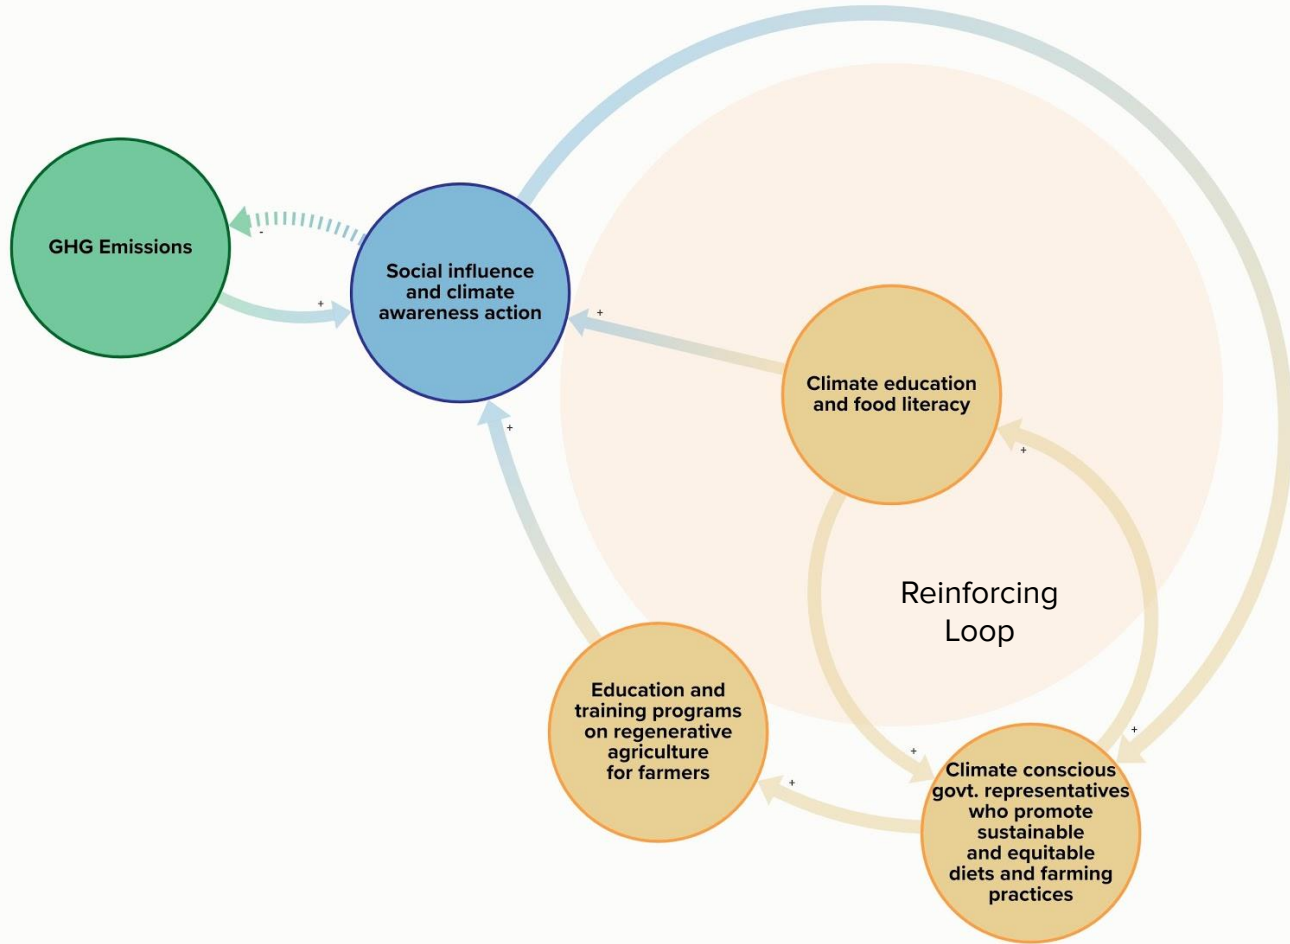 GHG Emissions
-
+
Social influence
and climate
awareness action
+
Climate education
and food literacy
+
+
Reinforcing
Loop
Education and
training programs
on regenerative
agriculture
for farmers
+
+
+
Climate conscious
govt. representatives
who promote
sustainable
and equitable
diets and farming
practices